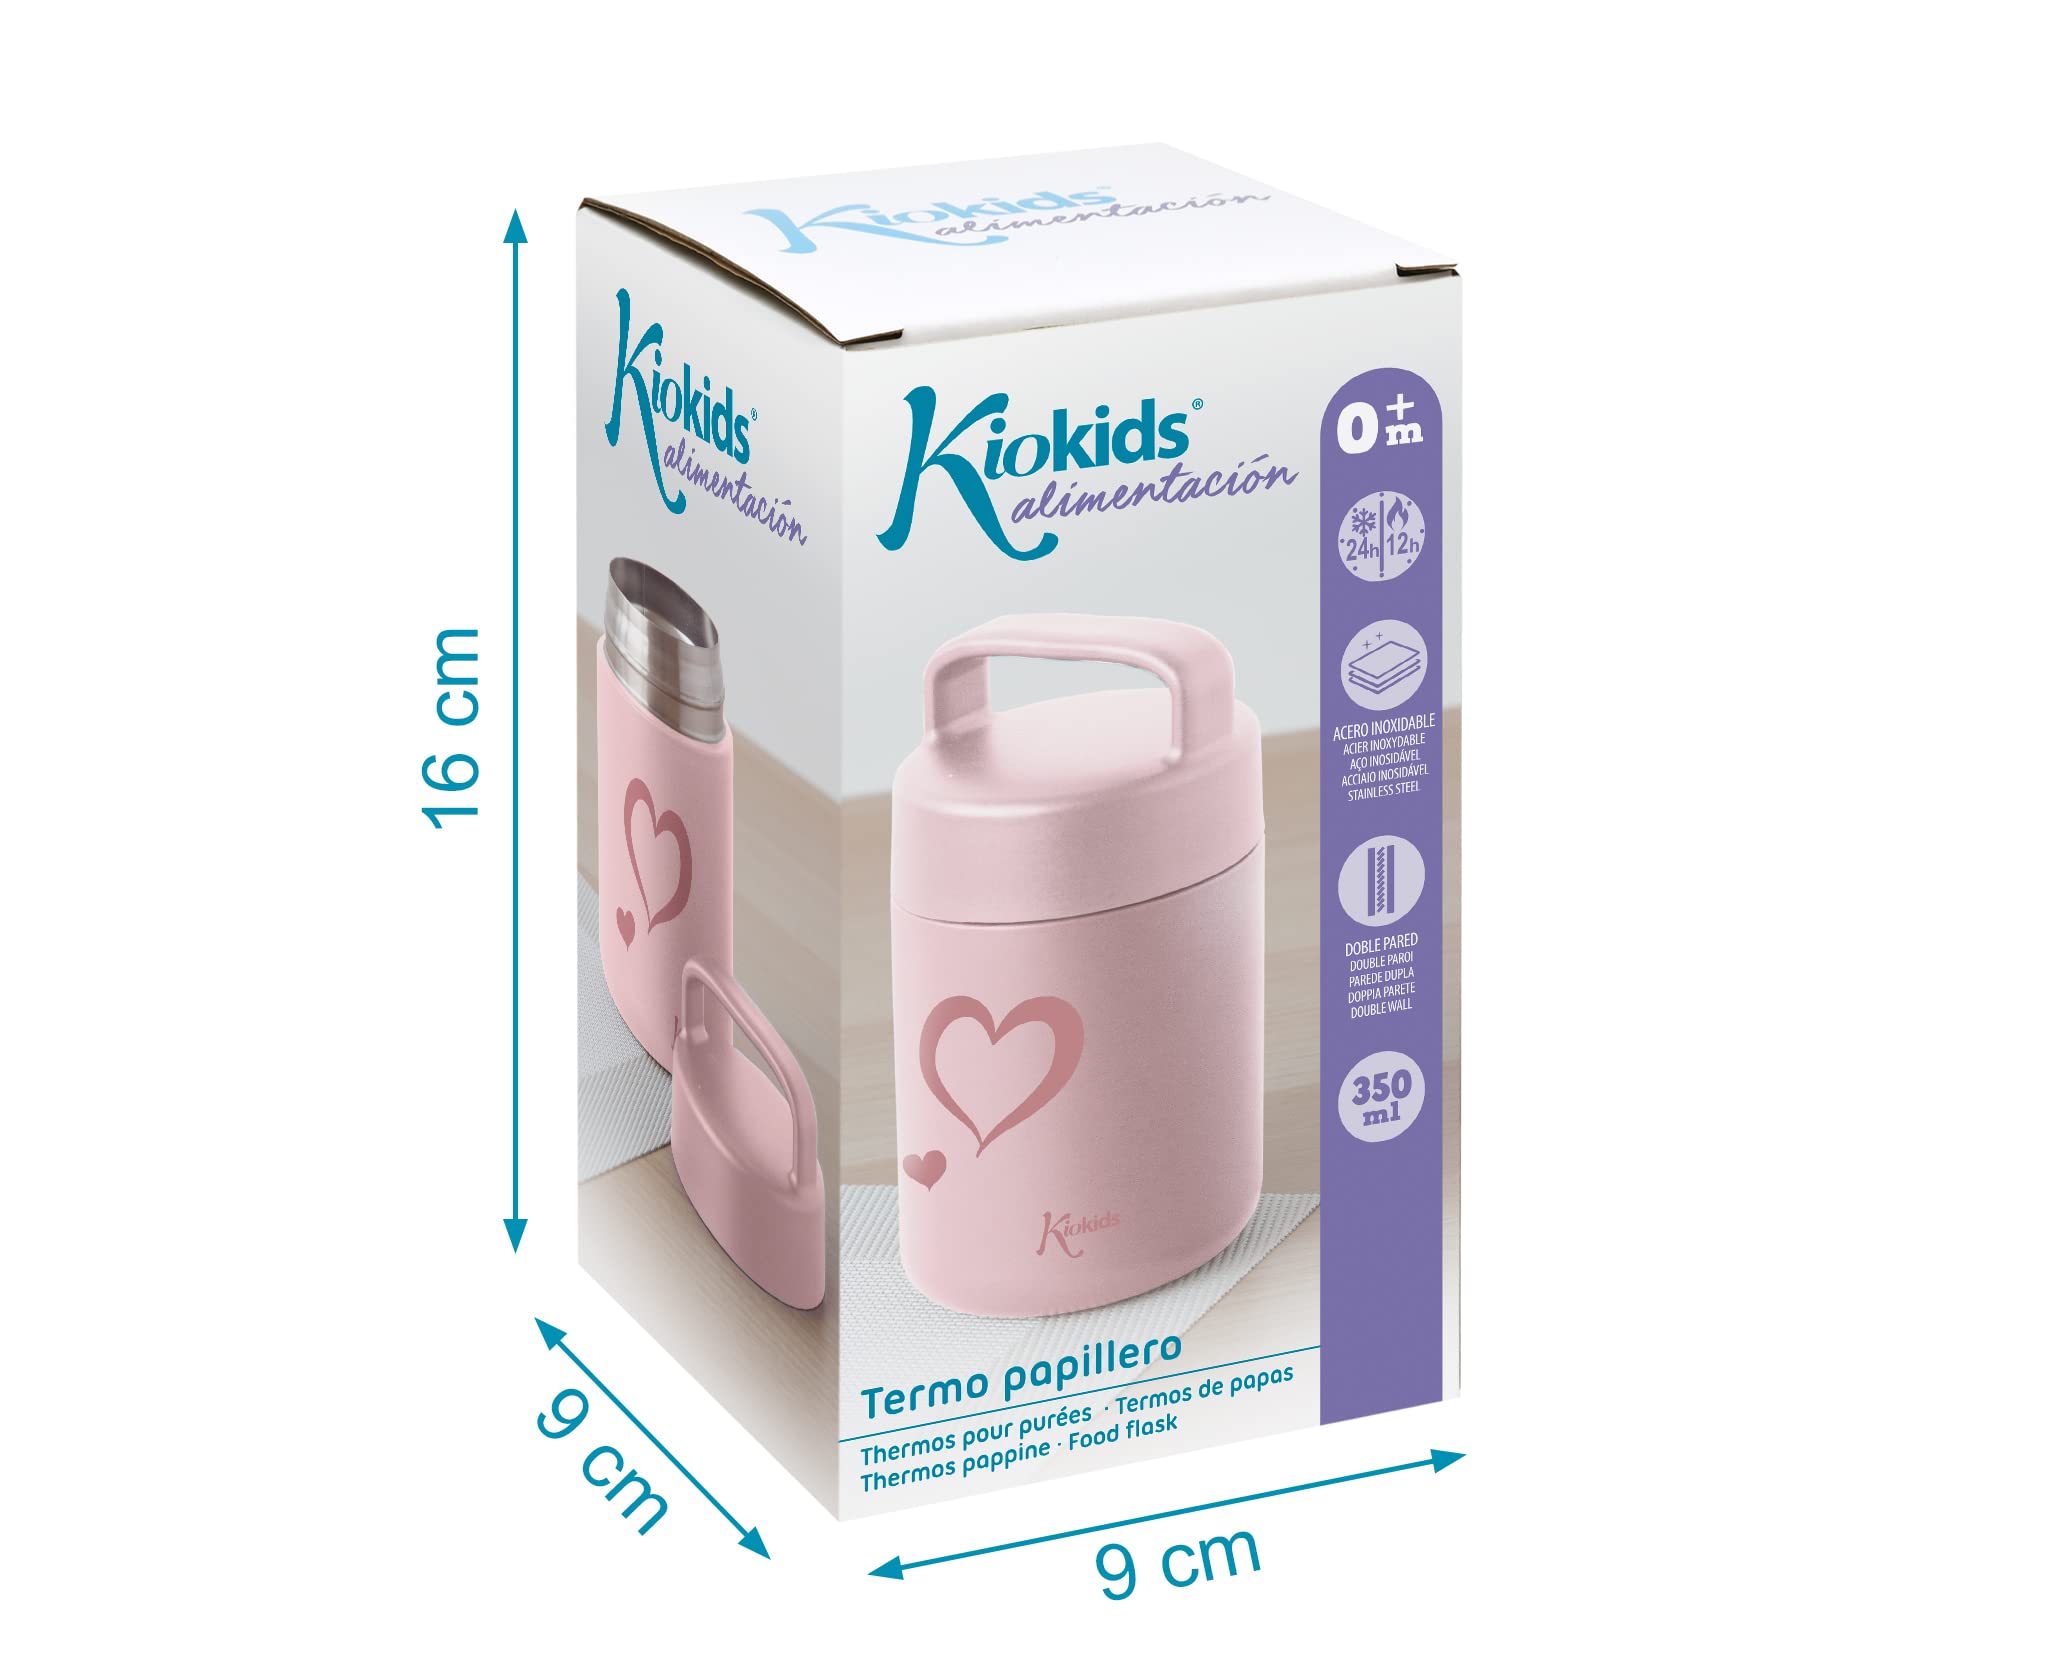 Kiokids®
alimentación
Kiokids®
alimentación
Kiokids®
alimentación
0+m
24h 12h
ACERO INOXIDABLE
ACIER INOXYDABLE
AÇO INOSIDÁVEL
ACCIAIO INOSIDÁVEL
STAINLESS STEEL
DOBLE PARED
DOUBLE PAROI
PAREDE DUPLA
DOPPIA PARETE
DOUBLE WALL
350
ml
Kiokids
Termo papillero
Thermos pour purées · Termos de papas
Thermos pappine · Food flask
16 cm
9 cm
9 cm